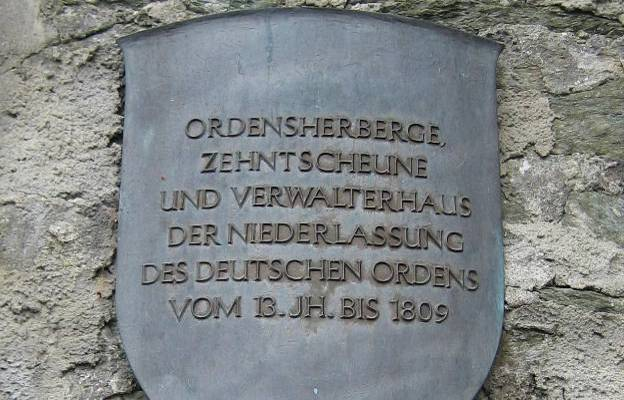 ORDENSHERBERGE,
ZEHNTSCHEUNE
UND VERWALTERHAUS
DER NIEDERLASSUNG
DES DEUTSCHEN ORDENS
VOM 13. JH. BIS 1809